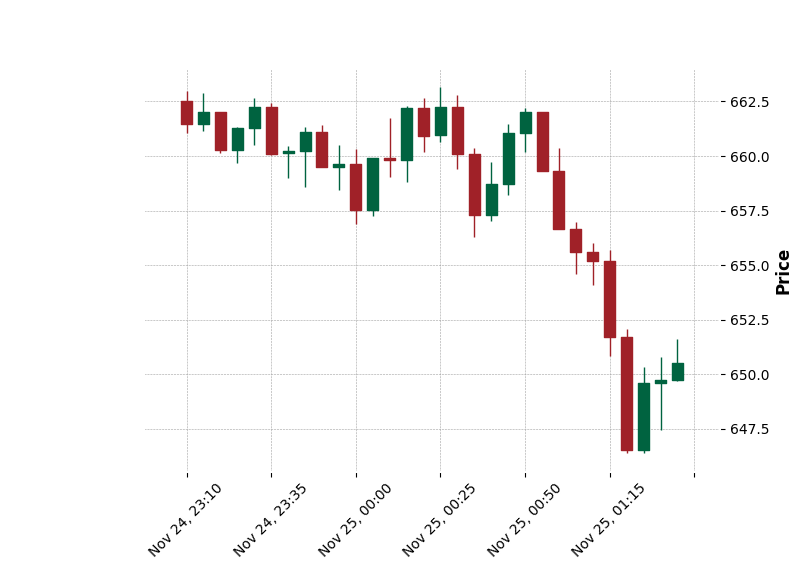 662.5
660.0
657.5
655.0
652.5
650.0
647.5
Price
Nov 24, 23:10
Nov 24, 23:35
Nov 25, 00:00
Nov 25, 00:25
Nov 25, 00:50
Nov 25, 01:15